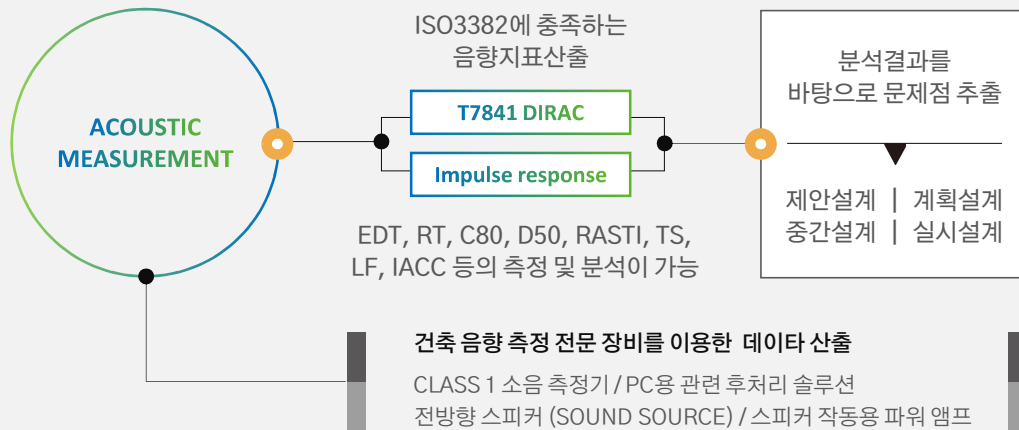 ACOUSTIC
MEASUREMENT
ISO3382에 충족하는
음향지표산출
T7841 DIRAC
Impulse response
EDT, RT, C80, D50, RASTI, TS,
LF, IACC 등의 측정 및 분석이 가능
분석결과를
바탕으로 문제점 추출
제안설계 | 계획설계
중간설계 | 실시설계
건축 음향 측정 전문 장비를 이용한 데이타 산출
CLASS 1 소음 측정기 / PC용 관련 후처리 솔루션
전방향 스피커 (SOUND SOURCE) / 스피커 작동용 파워 앰프